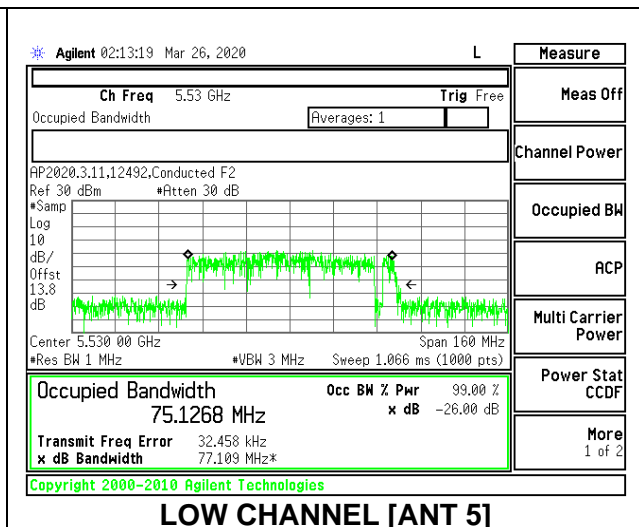 Agilent 02:13:19 Mar 26, 2020 L Measure
Ch Freq 5.53 GHz Trig Free
Meas Off
Occupied Bandwidth Averages: 1
Channel Power
AP2020.3.11,12492,Conducted F2
Ref 30 dBm #Atten 30 dB
#Samp
Log
10
dB/
Offst
13.8
dB
Occupied BW
ACP
Center 5.530 00 GHz Span 160 MHz
#Res BW 1 MHz #VBW 3 MHz Sweep 1.066 ms (1000 pts)
Multi Carrier
Power
Occupied Bandwidth Occ BW % Pwr 99.00 %
75.1268 MHz x dB -26.00 dB
Power Stat
CCDF
Transmit Freq Error 32.458 kHz
x dB Bandwidth 77.109 MHz*
More
1 of 2
Copyright 2000-2010 Agilent Technologies
LOW CHANNEL [ANT 5]